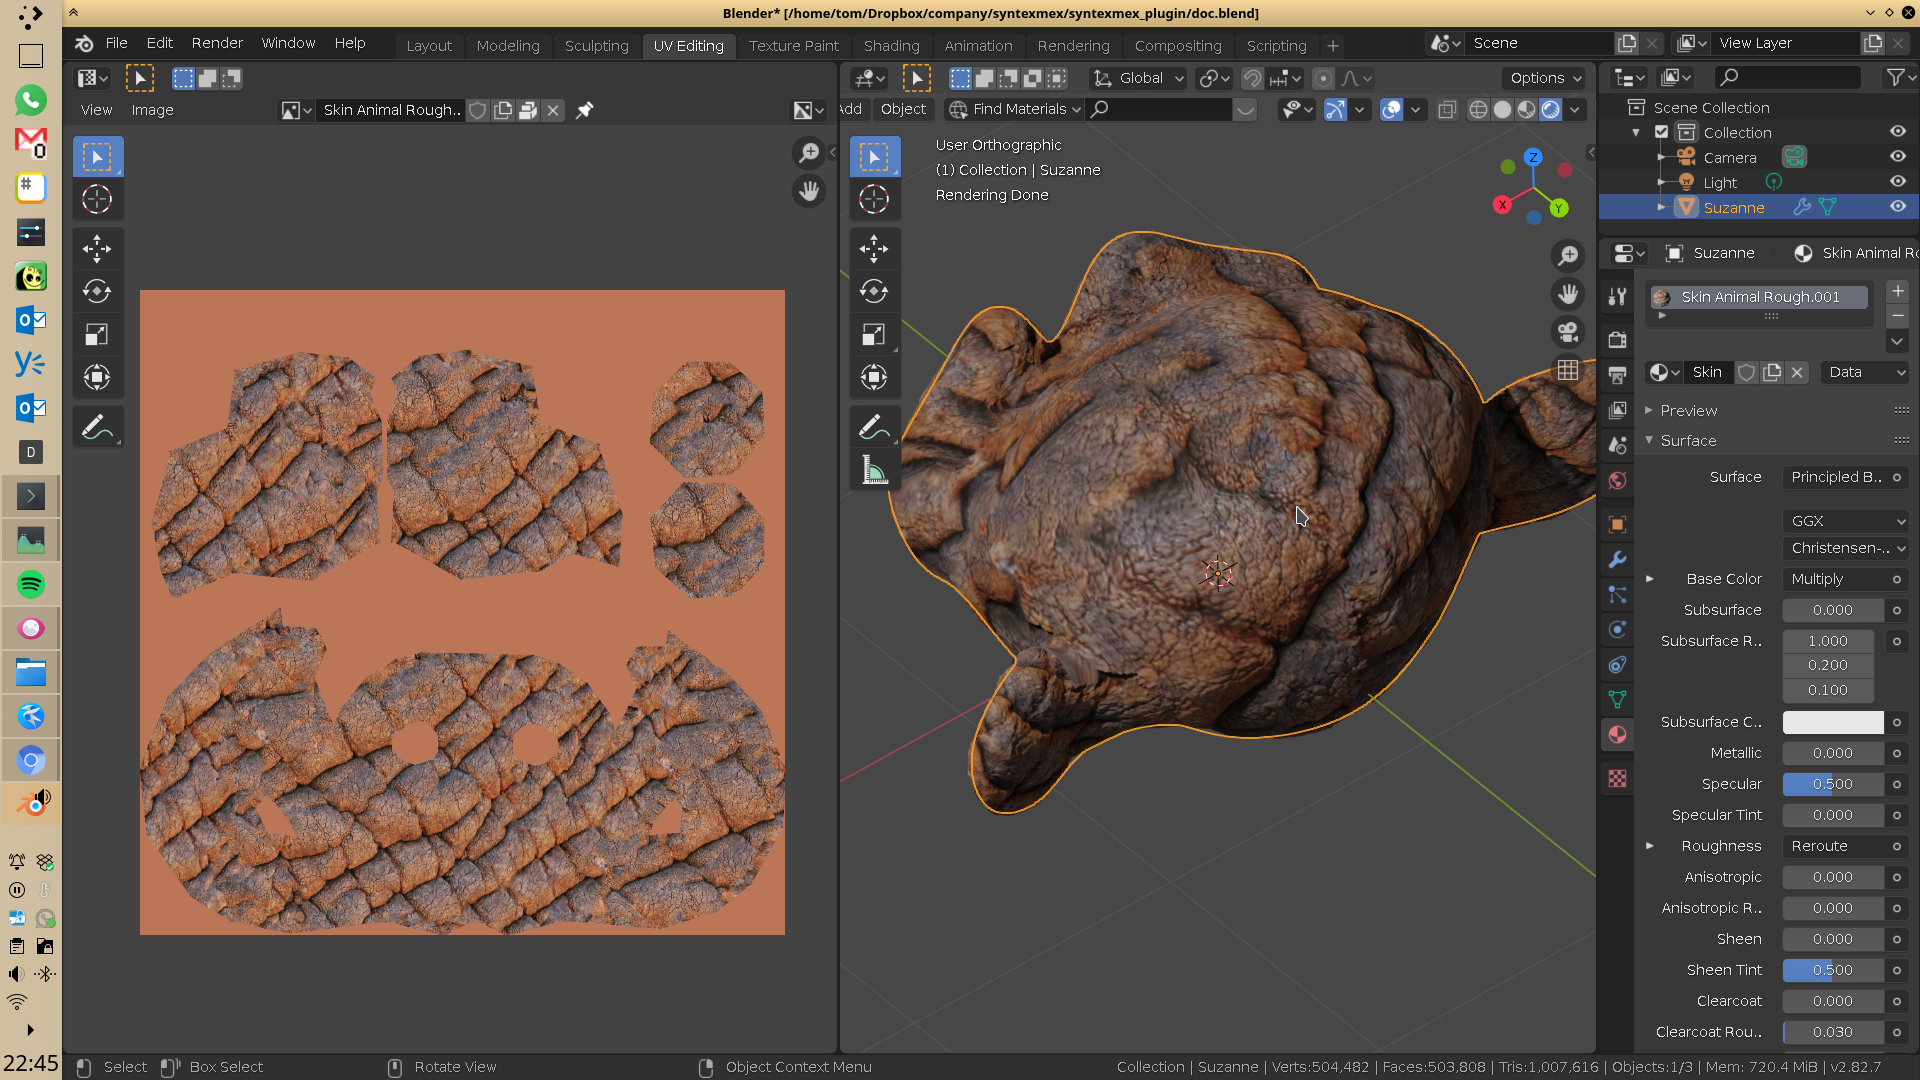 Blender* [/home/tom/Dropbox/company/syntexmex/syntexmex_plugin/doc.blend]
File Edit Render Window Help
Layout Modeling Sculpting UV Editing Texture Paint Shading Animation Rendering Compositing Scripting +
Scene
View Layer
Global
Options
View Image
Skin Animal Rough..
Add Object
Find Materials
User Orthographic
(1) Collection | Suzanne
Rendering Done
Z
X
Y
Scene Collection
Collection
Camera
Light
Suzanne
Suzanne
Skin Animal Ro
Skin Animal Rough.001
Skin
Data
Preview
Surface
Surface Principled B..
GGX
Christensen-..
Base Color Multiply
Subsurface 0.000
Subsurface R.. 1.000
0.200
0.100
Subsurface C..
Metallic 0.000
Specular 0.500
Specular Tint 0.000
Roughness Reroute
Anisotropic 0.000
Anisotropic R.. 0.000
Sheen 0.000
Sheen Tint 0.500
Clearcoat 0.000
Clearcoat Rou.. 0.030
0
#
D
22:45
Select
Box Select
Rotate View
Object Context Menu
Collection | Suzanne | Verts:504,482 | Faces:503,808 | Tris:1,007,616 | Objects:1/3 | Mem: 720.4 MiB | v2.82.7